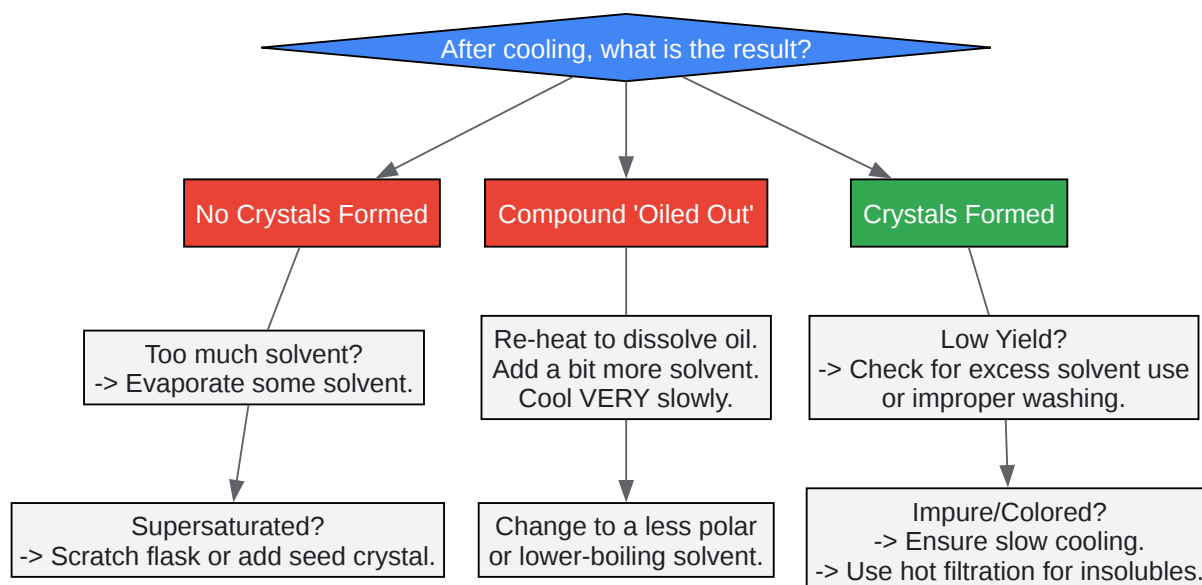 After cooling, what is the result?
No Crystals Formed
Compound 'Oiled Out'
Crystals Formed
Too much solvent?
-> Evaporate some solvent.
Re-heat to dissolve oil.
Add a bit more solvent.
Cool VERY slowly.
Low Yield?
-> Check for excess solvent use
or improper washing.
Supersaturated?
-> Scratch flask or add seed crystal.
Change to a less polar
or lower-boiling solvent.
Impure/Colored?
-> Ensure slow cooling.
-> Use hot filtration for insolubles.